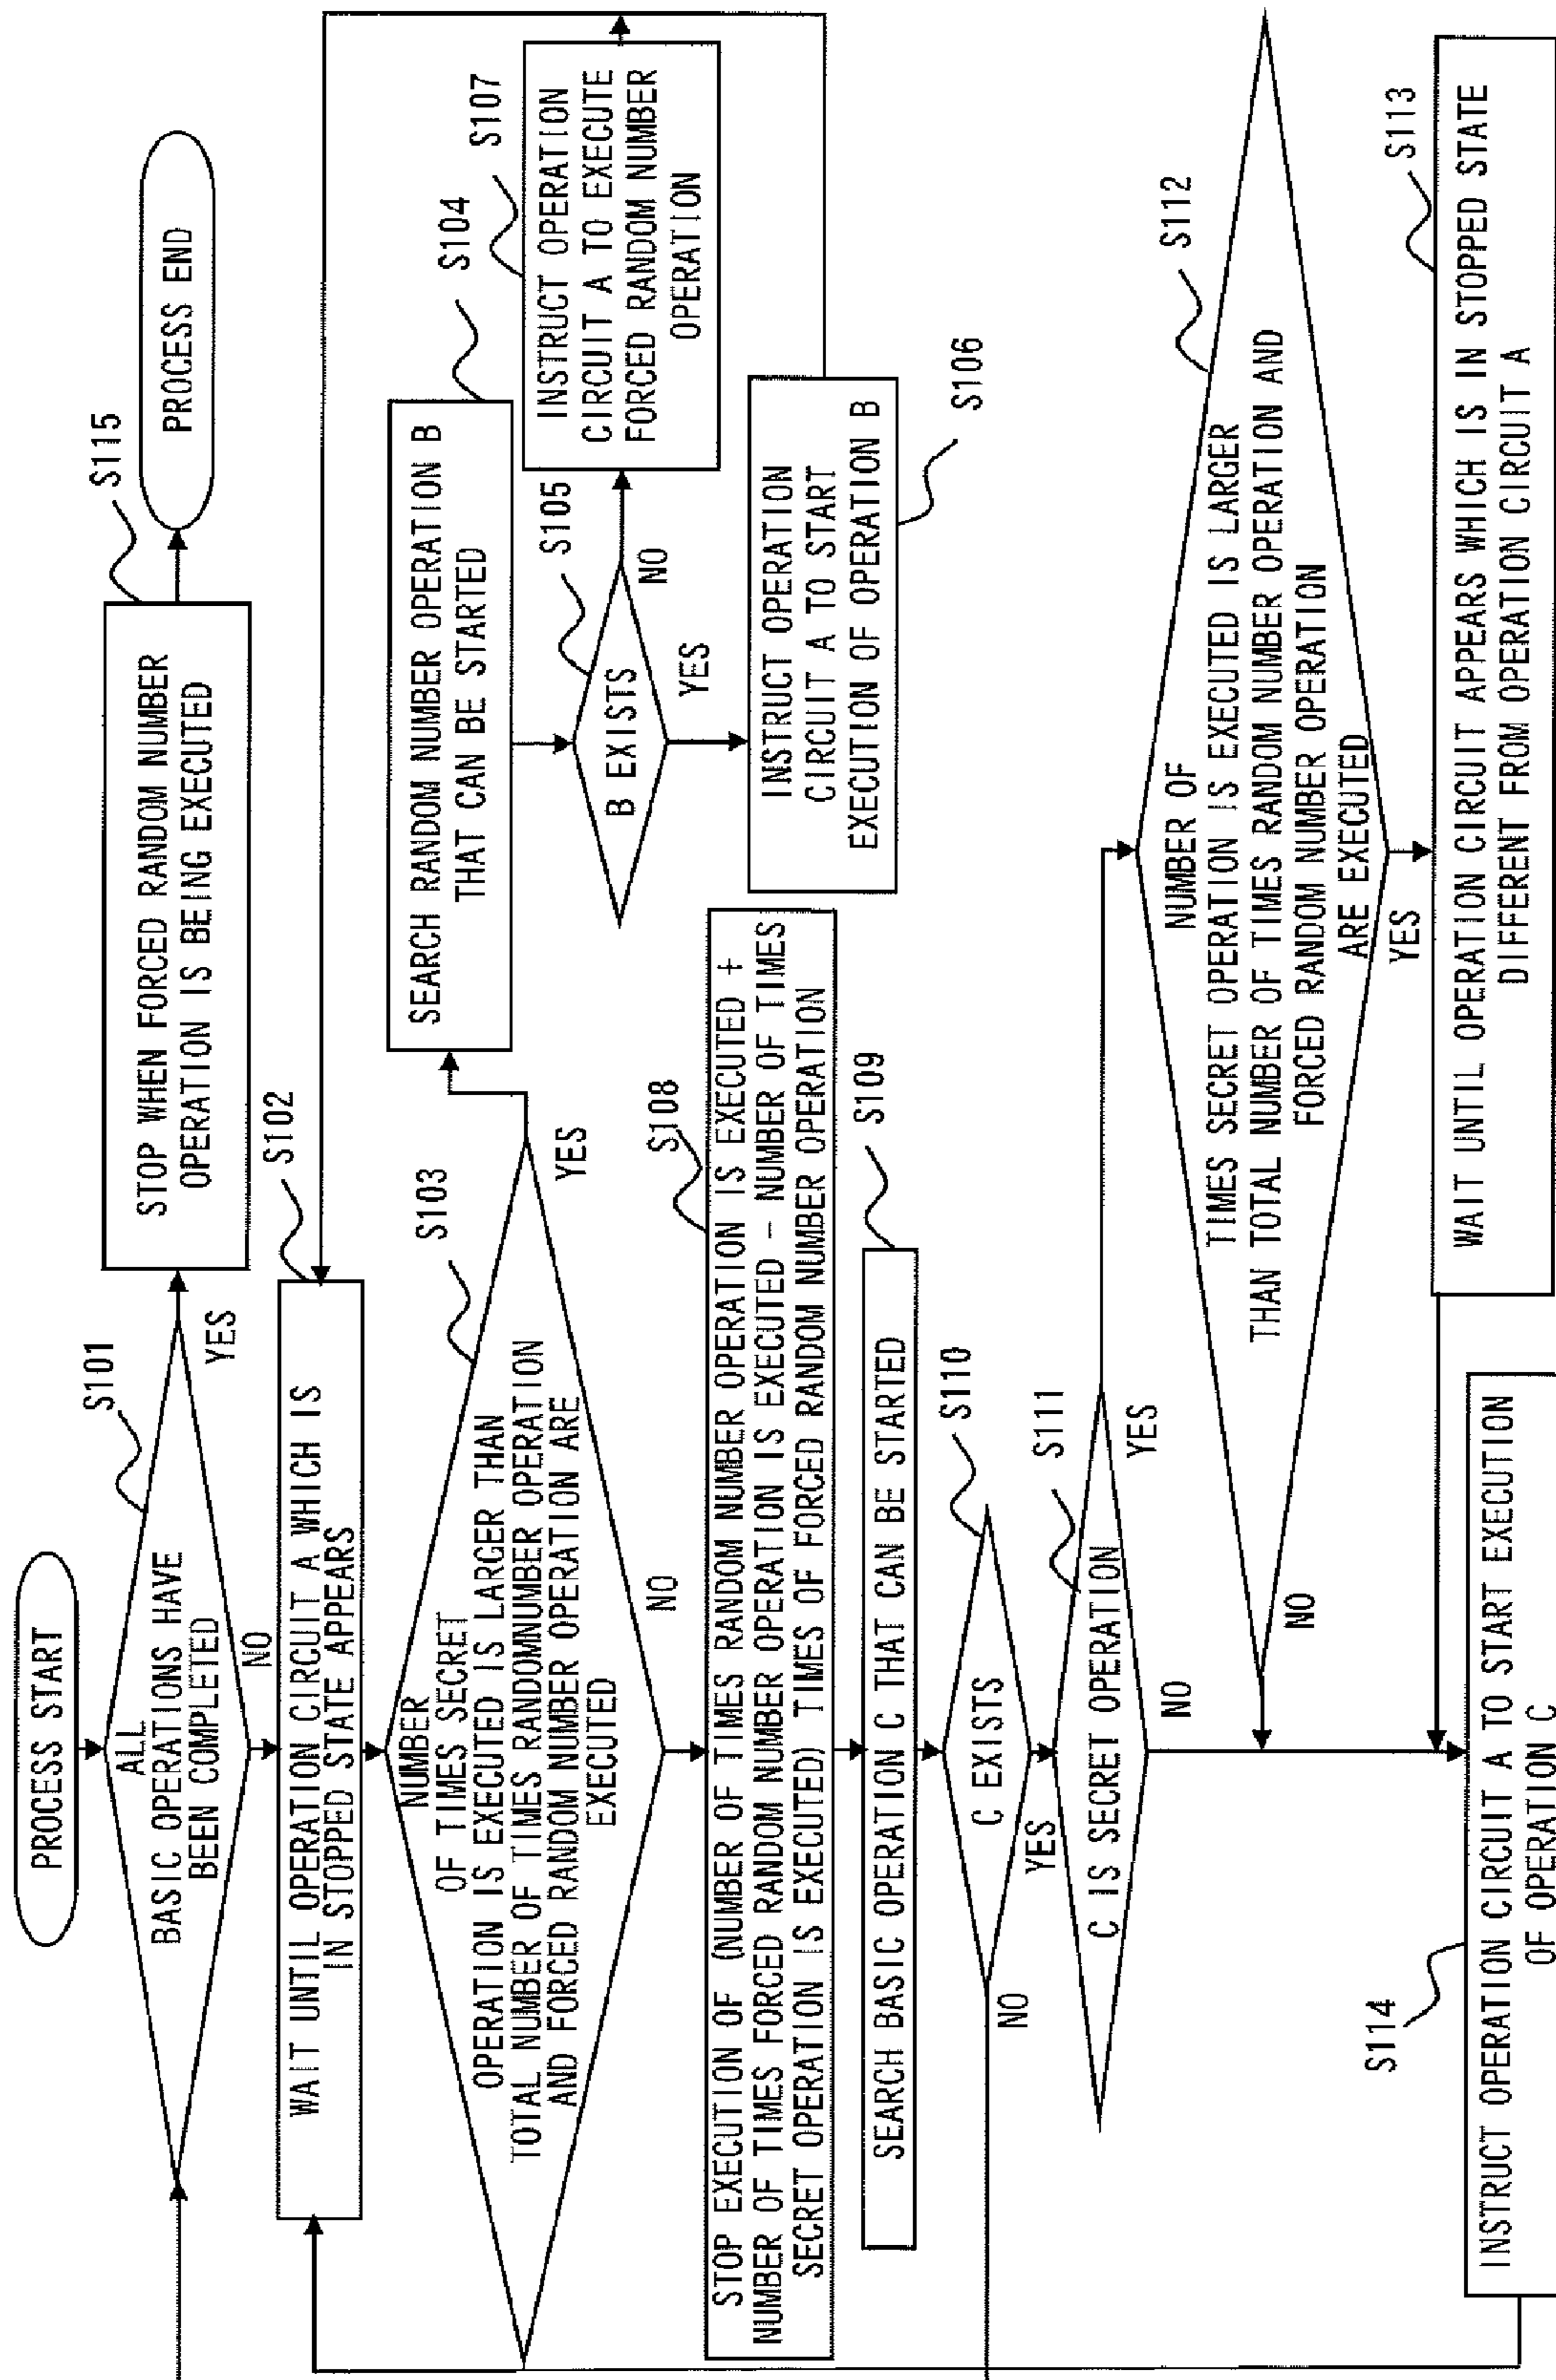 PROCESS START
ALL
BASIC OPERATIONS HAVE
BEEN COMPLETED
S101
YES
NO
STOP WHEN FORCED RANDOM NUMBER
OPERATION IS BEING EXECUTED
S115
PROCESS END
WAIT UNTIL OPERATION CIRCUIT A WHICH IS
IN STOPPED STATE APPEARS
S102
NUMBER
OF TIMES SECRET
OPERATION IS EXECUTED IS LARGER THAN
TOTAL NUMBER OF TIMES RANDOMNUMBER OPERATION
AND FORCED RANDOM NUMBER OPERATION ARE
EXECUTED
S103
YES
NO
SEARCH RANDOM NUMBER OPERATION B
THAT CAN BE STARTED
S104
B EXISTS
S105
NO
YES
INSTRUCT OPERATION
CIRCUIT A TO EXECUTE
FORCED RANDOM NUMBER
OPERATION
S107
INSTRUCT OPERATION
CIRCUIT A TO START
EXECUTION OF OPERATION B
S106
STOP EXECUTION OF (NUMBER OF TIMES RANDOM NUMBER OPERATION IS EXECUTED +
NUMBER OF TIMES FORCED RANDOM NUMBER OPERATION IS EXECUTED - NUMBER OF TIMES
SECRET OPERATION IS EXECUTED) TIMES OF FORCED RANDOM NUMBER OPERATION
S108
SEARCH BASIC OPERATION C THAT CAN BE STARTED
S109
C EXISTS
S110
NO
YES
C IS SECRET OPERATION
S111
YES
NO
NUMBER OF
TIMES SECRET OPERATION IS EXECUTED IS LARGER
THAN TOTAL NUMBER OF TIMES RANDOM NUMBER OPERATION AND
FORCED RANDOM NUMBER OPERATION
ARE EXECUTED
S112
NO
YES
WAIT UNTIL OPERATION CIRCUIT APPEARS WHICH IS IN STOPPED STATE
DIFFERENT FROM OPERATION CIRCUIT A
S113
INSTRUCT OPERATION CIRCUIT A TO START EXECUTION
OF OPERATION C
S114